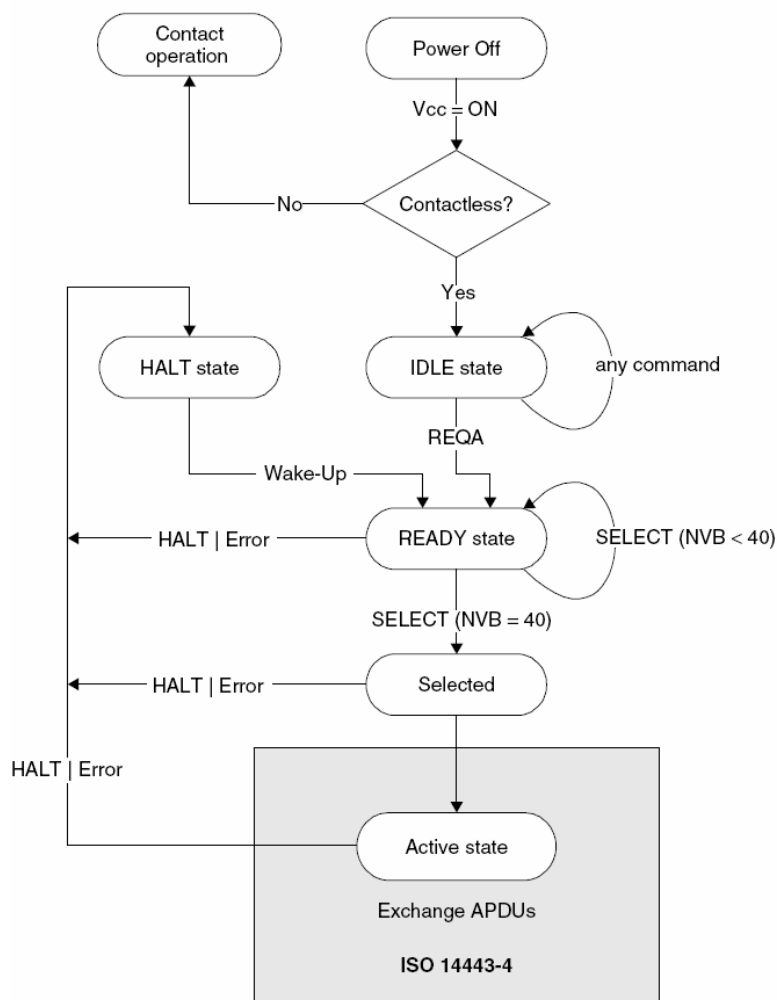 Contact
operation
Power Off
Vcc = ON
Contactless?
No
Yes
HALT state
IDLE state
any command
REQA
Wake-Up
READY state
HALT | Error
SELECT (NVB < 40)
SELECT (NVB = 40)
HALT | Error
Selected
HALT | Error
Active state
Exchange APDUs
ISO 14443-4